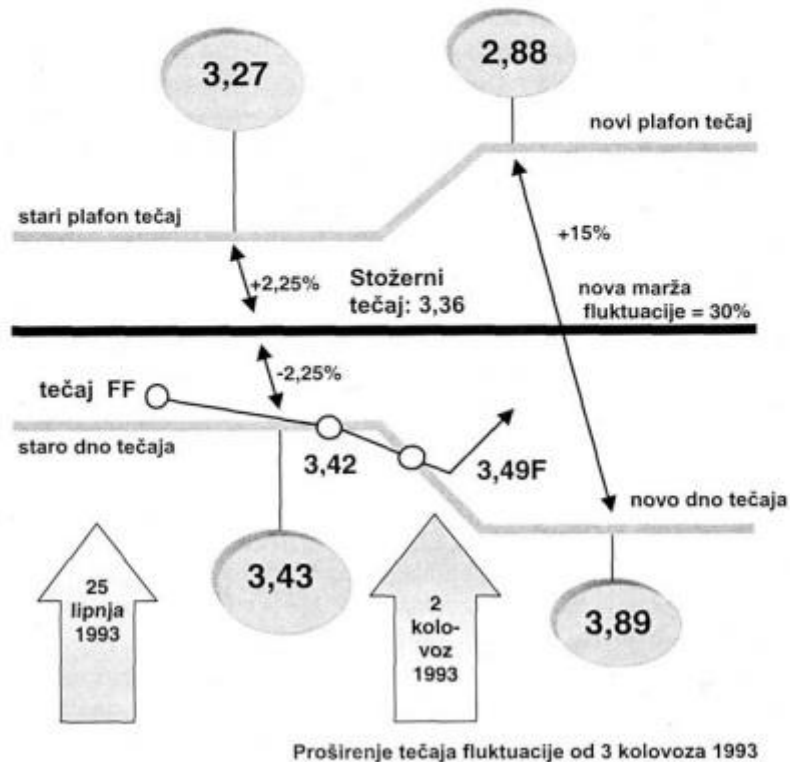 3,27
2,88
novi plafon tečaj
stari plafon tečaj
+15%
+2,25%
Stožerni
tečaj: 3,36
nova marža
fluktuacije = 30%
-2,25%
tečaj FF
staro dno tečaja
3,42
3,49F
novo dno tečaja
3,43
25
lipnja
1993
2
kolo-
voz
1993
3,89
Proširenje tečaja fluktuacije od 3 kolovoza 1993